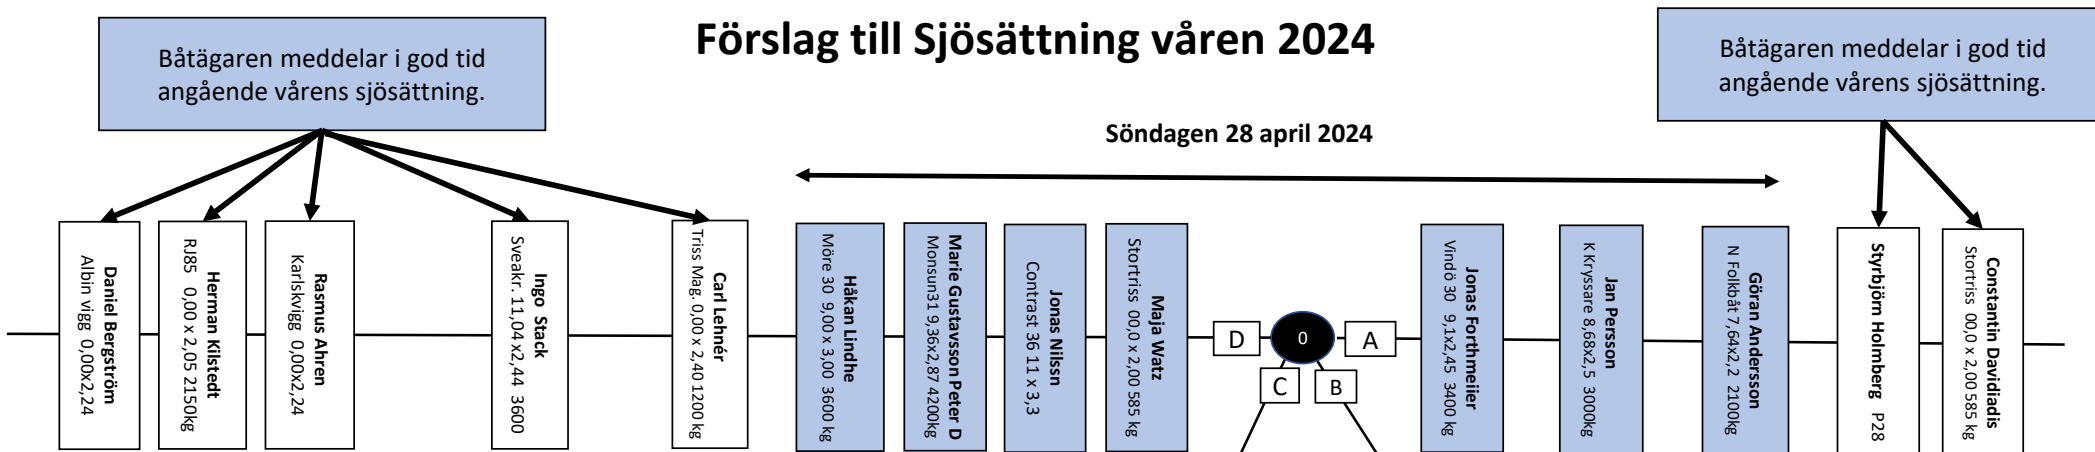 Förslag till Sjösättning våren 2024
Båtägaren meddelar i god tid
angående vårens sjösättning.
Båtägaren meddelar i god tid
angående vårens sjösättning.
Söndagen 28 april 2024
Daniel Bergström
Albin vigg 0,00x2,24
Herman Kilstedt
RJ85 0,00 x 2,05 2150kg
Rasmus Ahren
Karlskvigg 0,00x2,24
Ingo Stack
Sveakr. 11,04 x2,44 3600
Carl Lehnér
Triss Mag. 0,00 x 2,40 1200 kg
Håkan Lindhe
Möre 30 9,00 x 3,00 3600 kg
Marie Gustavsson Peter D
Monsun31 9,36x2,87 4200kg
Jonas Nilssn
Contrast 36 11 x 3,3
Maja Watz
Stortriss 00,0 x 2,00 585 kg
D
0
A
C
B
Jonas Forthmeiier
Vindö 30 9,1x2,45 3400 kg
Jan Persson
K Kryssare 8,68x2,5 3000kg
Göran Andersson
N Folkbåt 7,64x2,2 2100kg
Styrbjörn Holmberg P28
Constantin Davidiadis
Stortriss 00,0 x 2,00 585 kg